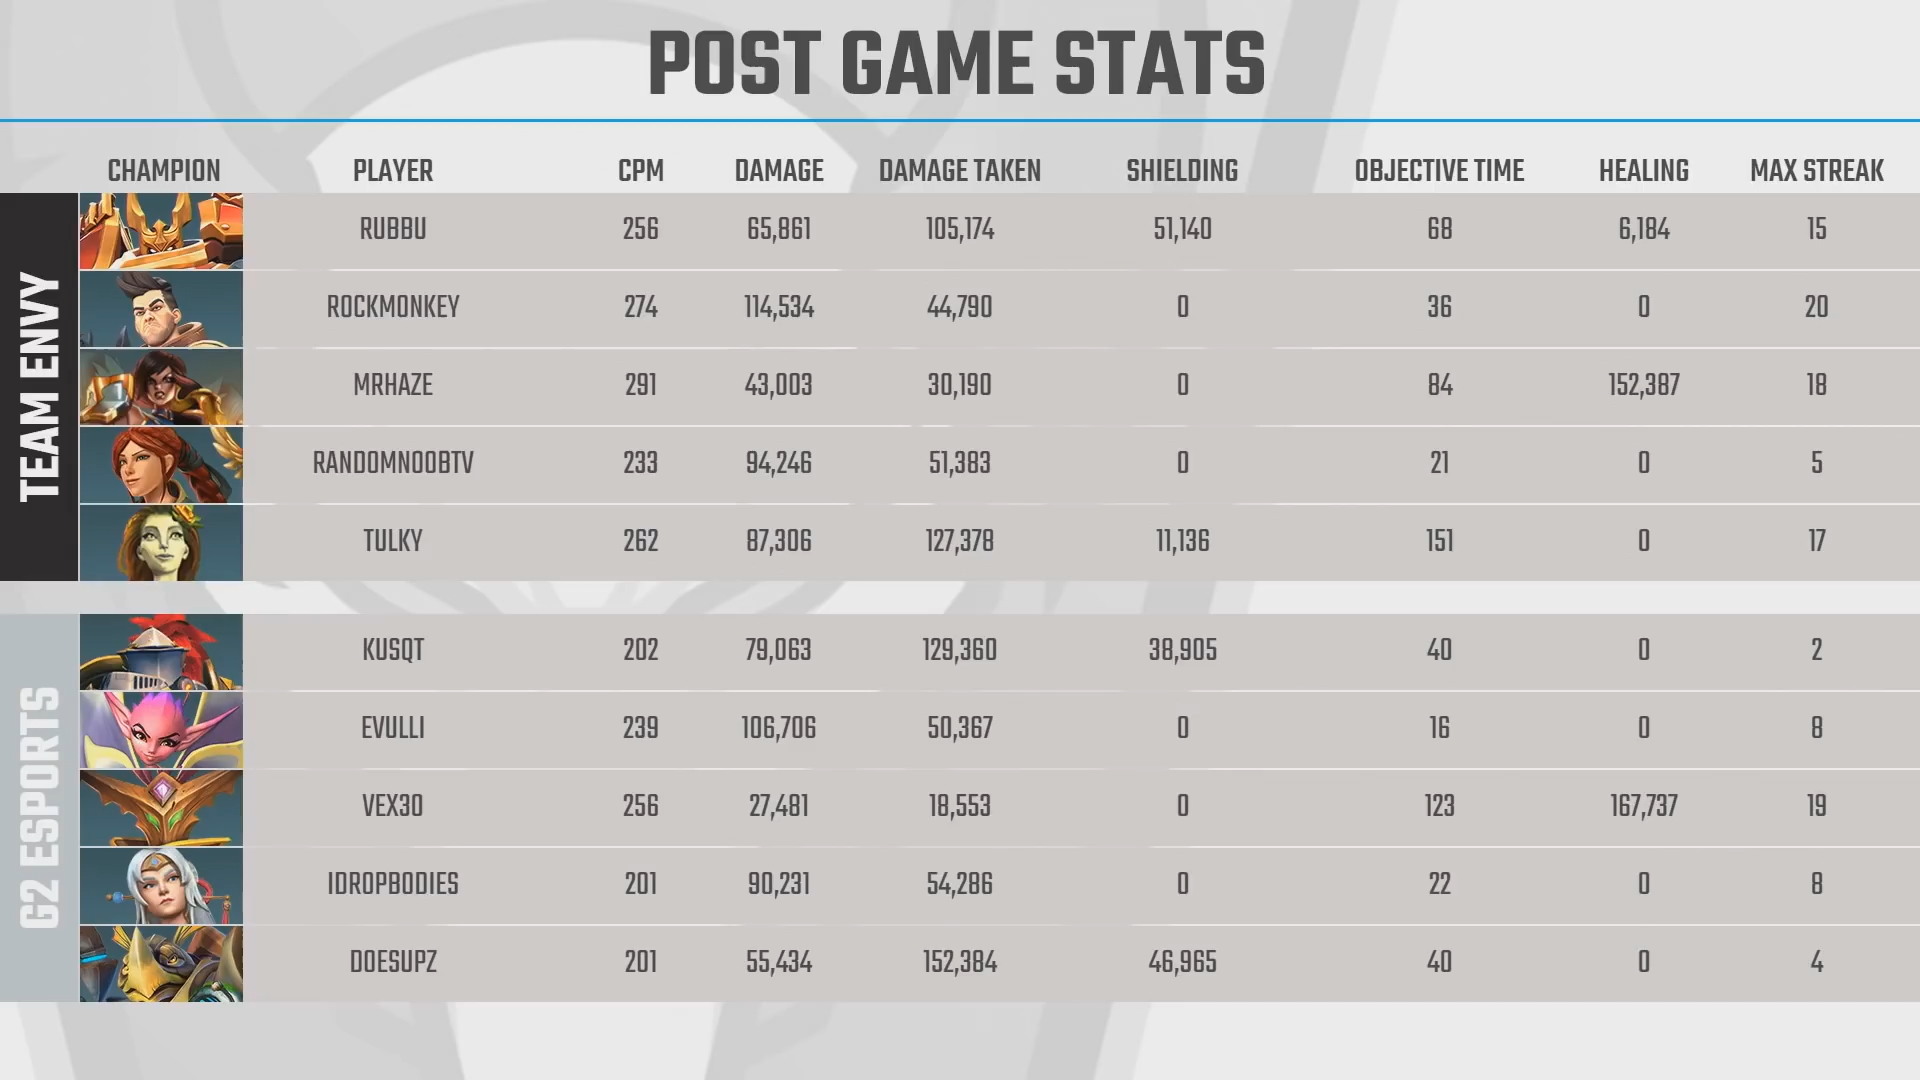 POST GAME STATS
CHAMPION PLAYER CPM DAMAGE DAMAGE TAKEN SHIELDING OBJECTIVE TIME HEALING MAX STREAK
TEAM ENVY
RUBBU 256 65,861 105,174 51,140 68 6,184 15
ROCKMONKEY 274 114,534 44,790 0 36 0 20
MRHAZE 291 43,003 30,190 0 84 152,387 18
RANDOMNOOBTV 233 94,246 51,383 0 21 0 5
TULKY 262 87,306 127,378 11,136 151 0 17
G2 ESPORTS
KUSQT 202 79,063 129,360 38,905 40 0 2
EVULLI 239 106,706 50,367 0 16 0 8
VEX30 256 27,481 18,553 0 123 167,737 19
IDROPBODIES 201 90,231 54,286 0 22 0 8
DOESUPZ 201 55,434 152,384 46,965 40 0 4